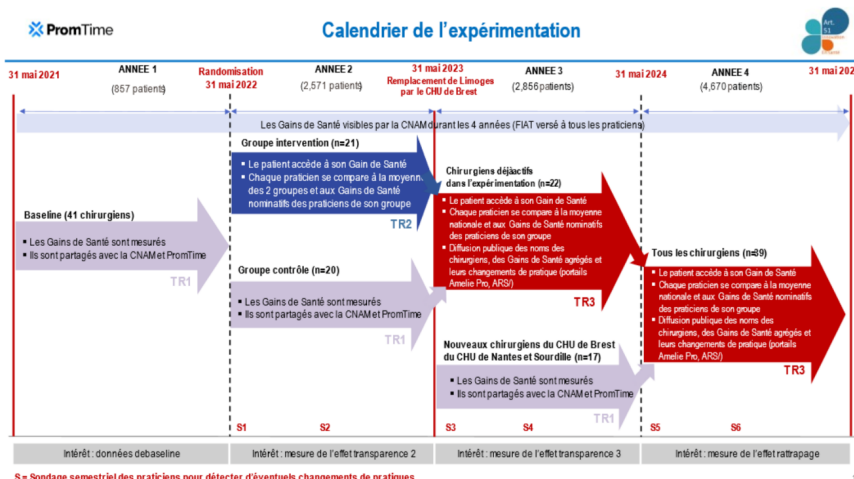 PromTime
Calendrier de l'expérimentation
Art.
51
31 mai 2021
ANNEE 1
(857 patients)
Randomisation
31 mai 2022
ANNEE 2
(2,571 patients)
31 mai 2023
Remplacement de Limoges
par le CHU de Brest
ANNEE 3
(2,856 patients)
31 mai 2024
ANNEE 4
(4,670 patients)
31 mai 202
Les Gains de Santé visibles par la CNAM durant les 4 années (FIAT versé à tous les praticiens)
Groupe intervention (n=21)
▪ Le patient accède à son Gain de Santé
▪ Chaque praticien se compare à la moyenne
des 2 groupes et aux Gains de Santé
nominatifs des praticiens de son groupe
TR2
Chirurgiens déjà actifs
dans l'expérimentation (n=22)
▪ Le patient accède à son Gain de Santé
▪ Chaque praticien se compare à la moyenne
nationale et aux Gains de Santé nominatifs
des praticiens de son groupe
▪ Diffusion publique des noms des
chirurgiens, des Gains de Santé agrégés et
leurs changements de pratique (portails
Amelie Pro, ARS/)
TR3
Baseline (41 chirurgiens)
▪ Les Gains de Santé sont mesurés
▪ Ils sont partagés avec la CNAM et PromTime
TR1
Groupe contrôle (n=20)
▪ Les Gains de Santé sont mesurés
▪ Ils sont partagés avec la CNAM et PromTime
TR1
Tous les chirurgiens (n=39)
▪ Le patient accède à son Gain de Santé
▪ Chaque praticien se compare à la moyenne
nationale et aux Gains de Santé nominatifs
des praticiens de son groupe
▪ Diffusion publique des noms des
chirurgiens, des Gains de Santé agrégés et
leurs changements de pratique (portails
Amelie Pro, ARS/)
TR3
Nouveaux chirurgiens du CHU de Brest
du CHU de Nantes et Sourdille (n=17)
▪ Les Gains de Santé sont mesurés
▪ Ils sont partagés avec la CNAM et PromTime
TR1
S1
S2
S3
S4
S5
S6
Intérêt : données de baseline
Intérêt : mesure de l'effet transparence 2
Intérêt : mesure de l'effet transparence 3
Intérêt : mesure de l'effet rattrapage
S = Sondage semestriel des praticiens pour détecter d'éventuels changements de pratiques